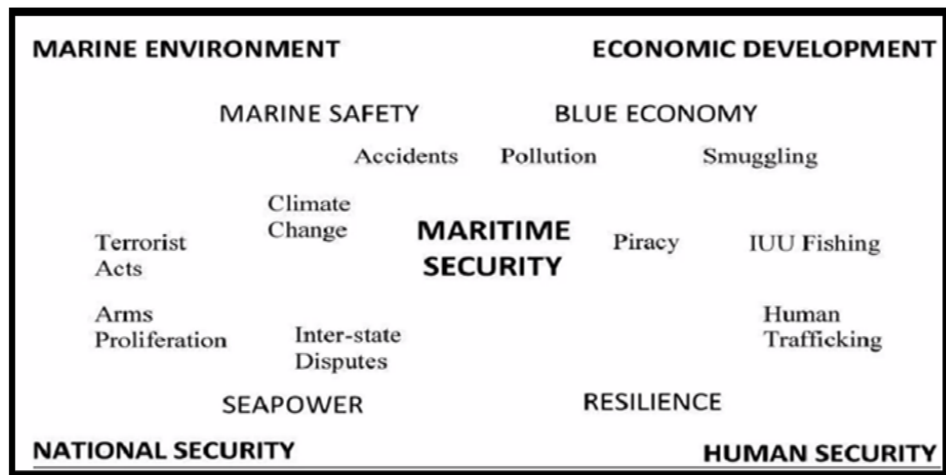 MARINE ENVIRONMENT ECONOMIC DEVELOPMENT
MARINE SAFETY BLUE ECONOMY
Accidents Pollution Smuggling
Climate
Change
Terrorist
Acts
MARITIME
SECURITY
Piracy IUU Fishing
Arms
Proliferation
Inter-state
Disputes
Human
Trafficking
SEAPOWER RESILIENCE
NATIONAL SECURITY HUMAN SECURITY